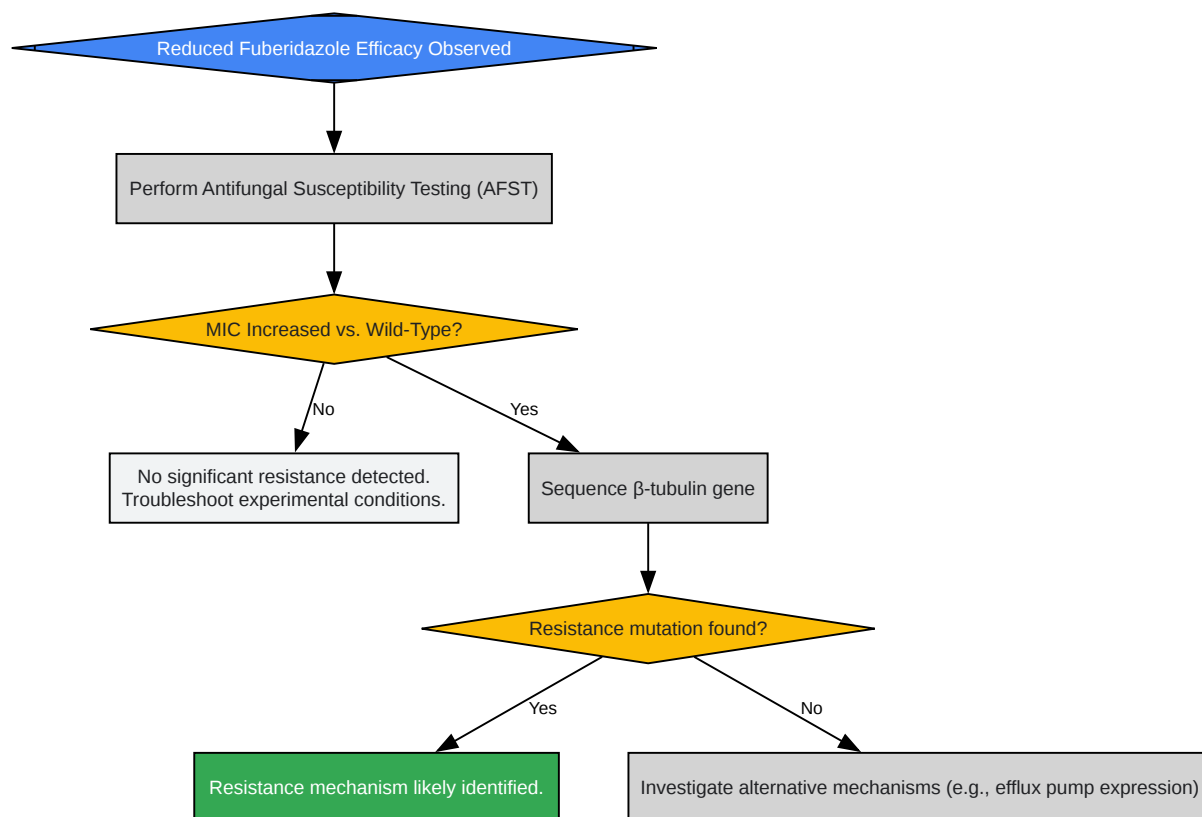 Reduced Fuberidazole Efficacy Observed
Perform Antifungal Susceptibility Testing (AFST)
MIC Increased vs. Wild-Type?
No
Yes
No significant resistance detected.
Troubleshoot experimental conditions.
Sequence β-tubulin gene
Resistance mutation found?
Yes
No
Resistance mechanism likely identified.
Investigate alternative mechanisms (e.g., efflux pump expression)